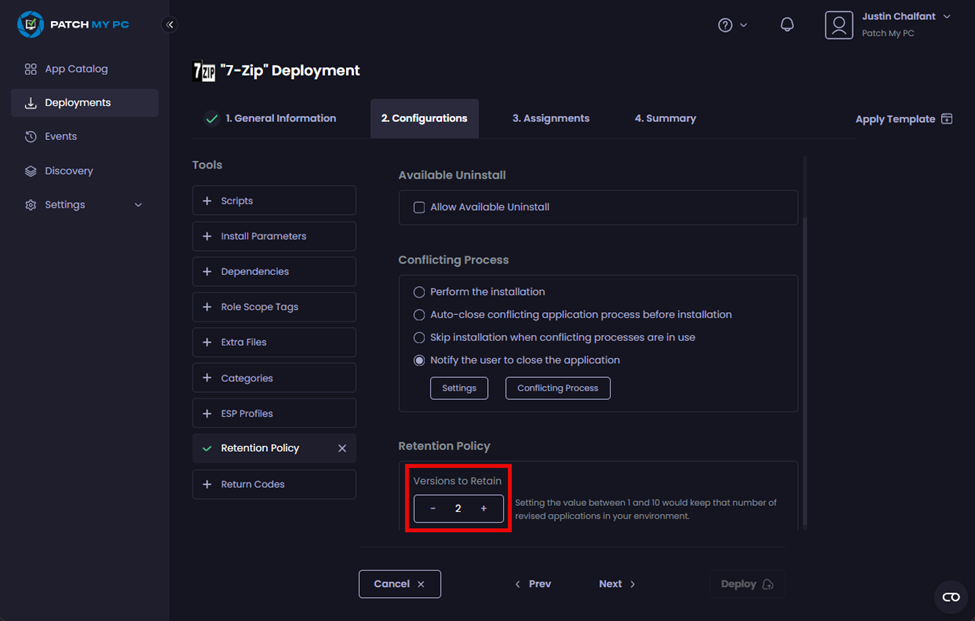 PATCH MY PC
App Catalog
Deployments
Events
Discovery
Settings
Justin Chalfant
Patch My PC
7ZIP "7-Zip" Deployment
1. General Information
2. Configurations
3. Assignments
4. Summary
Apply Template
Tools
Scripts
Install Parameters
Dependencies
Role Scope Tags
Extra Files
Categories
ESP Profiles
Retention Policy
Return Codes
Available Uninstall
Allow Available Uninstall
Conflicting Process
Perform the installation
Auto-close conflicting application process before installation
Skip installation when conflicting processes are in use
Notify the user to close the application
Settings
Conflicting Process
Retention Policy
Versions to Retain
- 2 +
Setting the value between 1 and 10 would keep that number of
revised applications in your environment.
Cancel
Prev
Next
Deploy